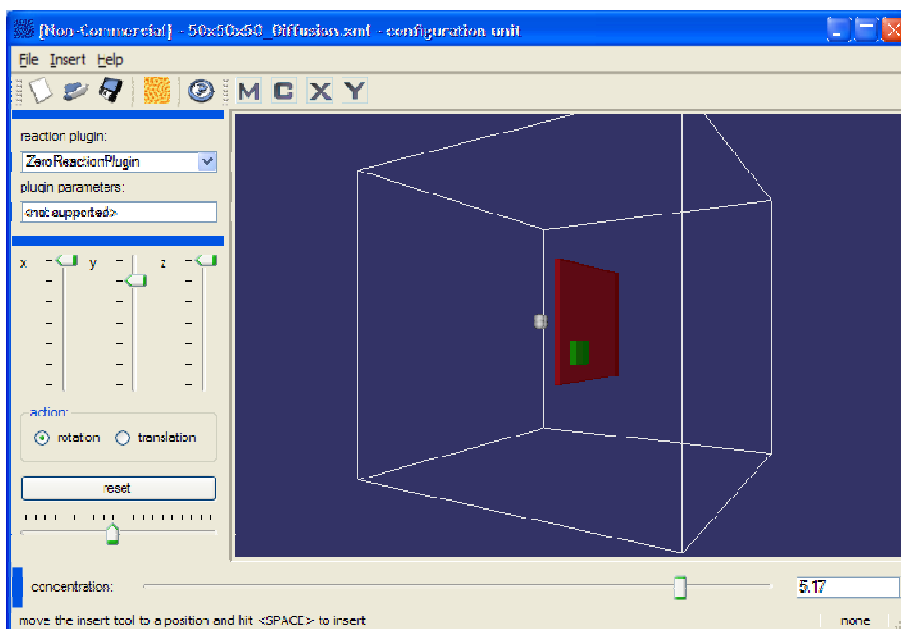 [Non-Commercial] - 50x50x50_Diffusion.xml - configuration unit
File Insert Help
M C X Y
reaction plugin:
ZeroReactionPlugin
plugin parameters:
<not supported>
x y z
action:
rotation translation
reset
concentration: 5.17
move the insert tool to a position and hit <SPACE> to insert none